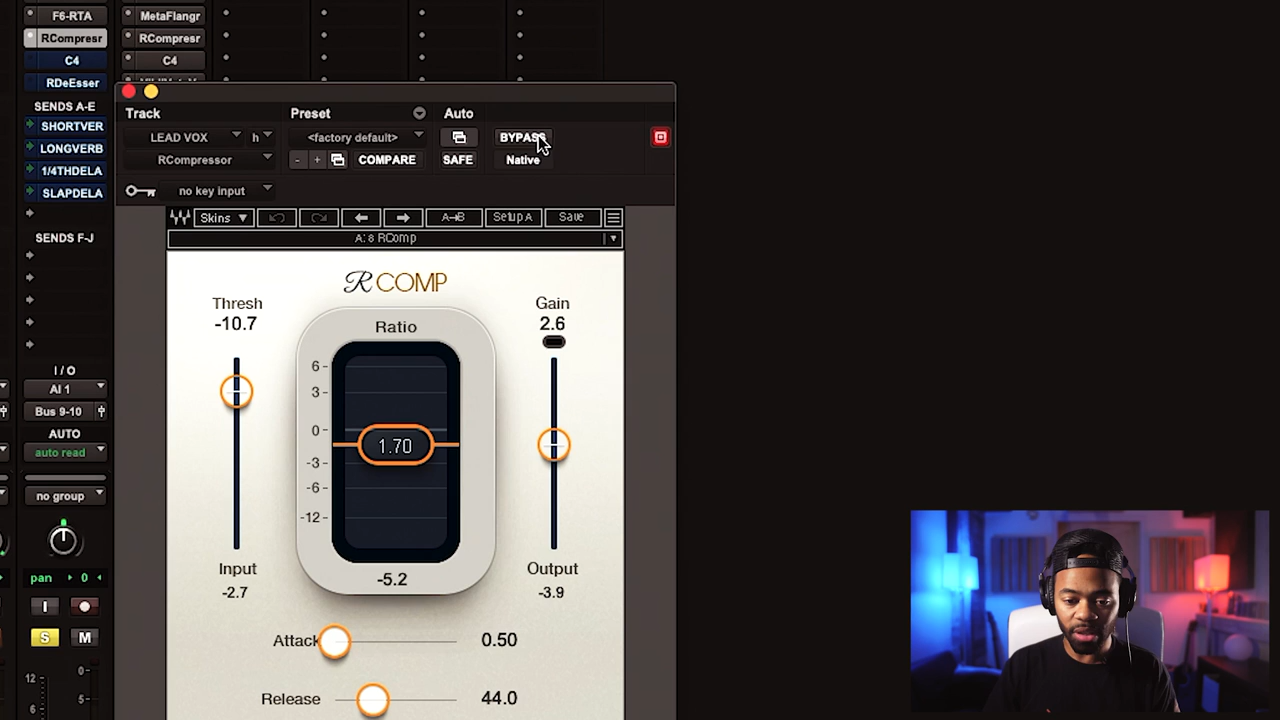 F6-RTA
MetaFlangr
RCompresr
RCompresr
C4
C4
RDeEsser
SENDS A-E
SHORTVER
LONGVERB
1/4THDELA
SLAPDELA
SENDS F-J
I / O
AI 1
Bus 9-10
AUTO
auto read
no group
pan
0
I
S
M
12
6
0
5
Track
Preset
Auto
LEAD VOX
h
<factory default>
BYPASS
RCompressor
-
+
COMPARE
SAFE
Native
no key input
Skins
A→B
Setup A
Save
A: s RComp
R COMP
Thresh
-10.7
Ratio
Gain
2.6
6
3
0
-3
-6
-12
1.70
-5.2
Input
-2.7
Output
-3.9
Attack
0.50
Release
44.0